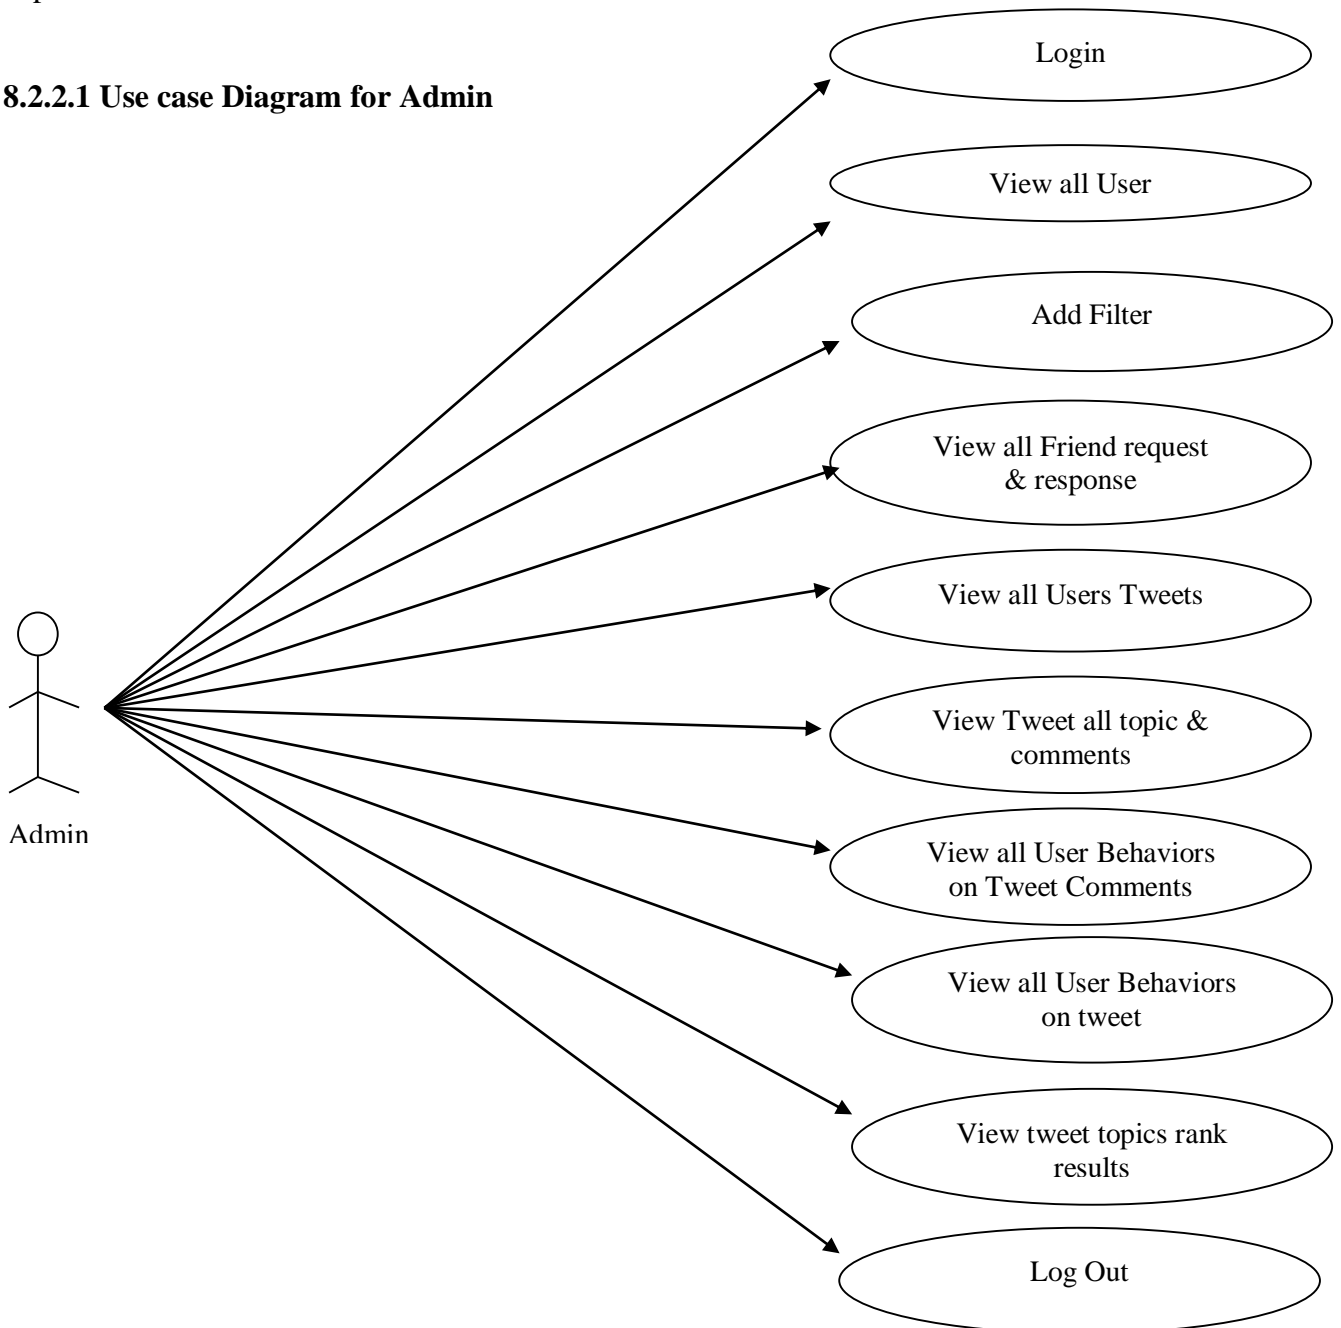 Login
8.2.2.1 Use case Diagram for Admin
View all User
Add Filter
View all Friend request
& response
View all Users Tweets
View Tweet all topic &
comments
Admin
View all User Behaviors
on Tweet Comments
View all User Behaviors
on tweet
View tweet topics rank
results
Log Out